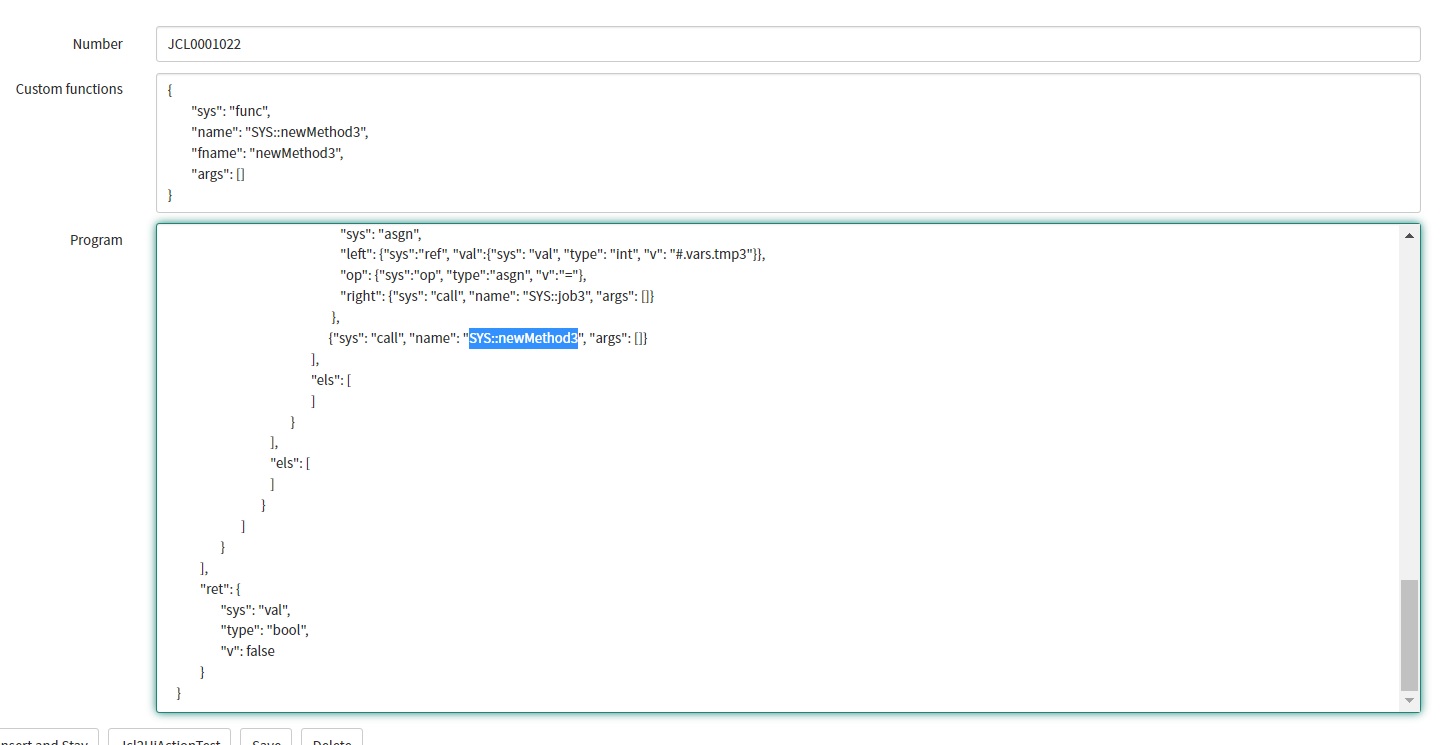 Number
JCL0001022
Custom functions
{
"sys": "func",
"name": "SYS::newMethod3",
"fname": "newMethod3",
"args": []
}
Program
"sys": "asgn",
"left": {"sys":"ref", "val":{"sys": "val", "type": "int", "v": "#.vars.tmp3"}},
"op": {"sys":"op", "type":"asgn", "v":"="},
"right": {"sys": "call", "name": "SYS::job3", "args": []}
},
{"sys": "call", "name": "SYS::newMethod3", "args": []}
],
"els": [
]
}
],
"els": [
]
}
]
}
],
"ret": {
"sys": "val",
"type": "bool",
"v": false
}
}
nsert and Stay
Jcl2UiActionTest
Save
Delete